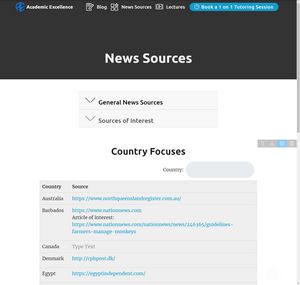 Academic Excellence
Blog
News Sources
Lectures
Book a 1 on 1 Tutoring Session
News Sources
General News Sources
Sources of Interest
Country Focuses
Country:
Country Source
Australia https://www.northqueenslandregister.com.au/
Barbados https://www.nationnews.com
Article of interest:
https://www.nationnews.com/nationnews/news/246365/guidelines-
farmers-manage-monkeys
Canada Type Text
Denmark http://cphpost.dk/
Egypt https://egyptindependent.com/